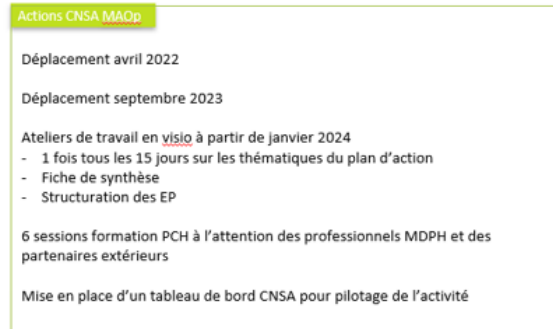 Actions CNSA MAOp
Déplacement avril 2022
Déplacement septembre 2023
Ateliers de travail en visio à partir de janvier 2024
- 1 fois tous les 15 jours sur les thématiques du plan d'action
- Fiche de synthèse
- Structuration des EP
6 sessions formation PCH à l'attention des professionnels MDPH et des
partenaires extérieurs
Mise en place d'un tableau de bord CNSA pour pilotage de l'activité